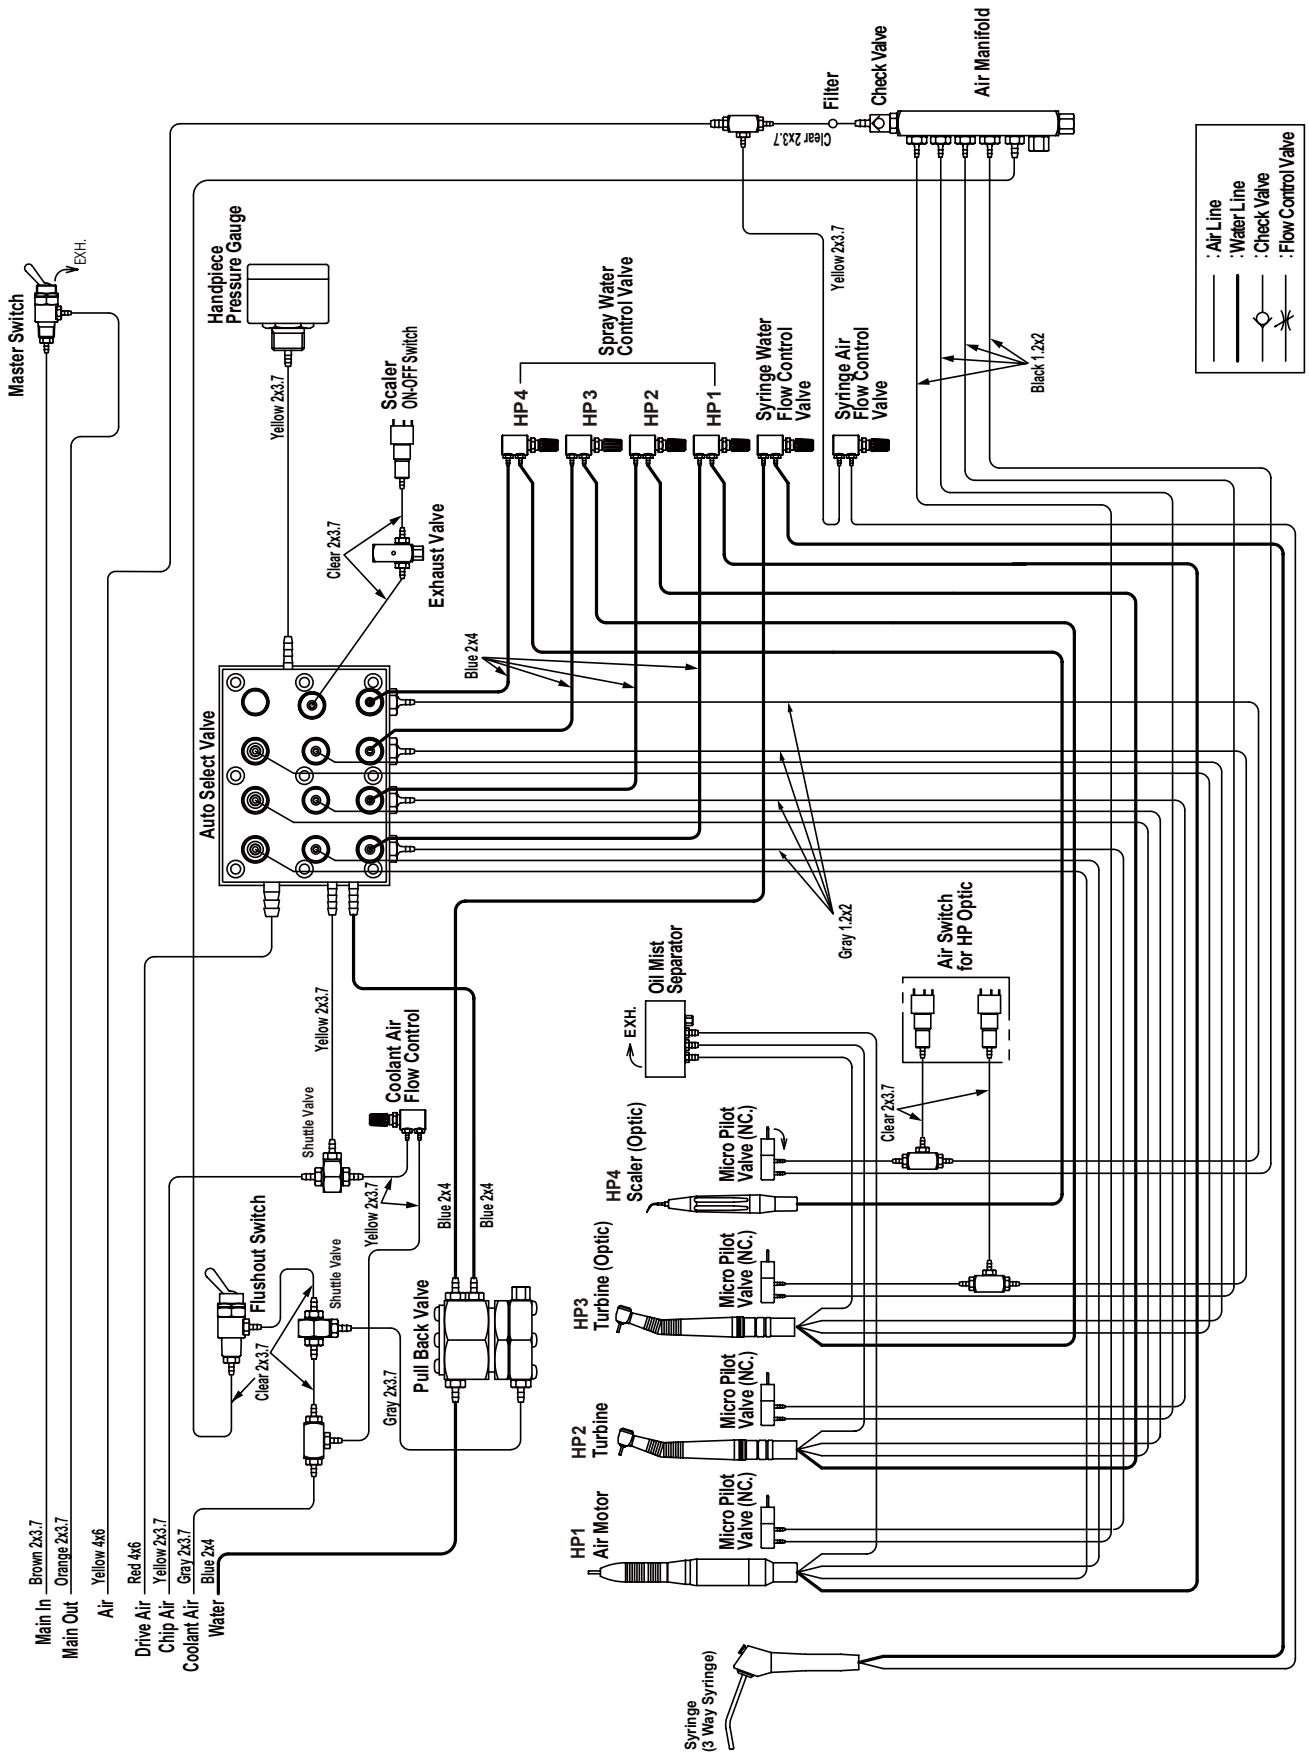 Main In
Brown 2x3.7
Main Out
Orange 2x3.7
Air
Yellow 4x6
Drive Air
Red 4x6
Chip Air
Yellow 2x3.7
Coolant Air
Gray 2x3.7
Water
Blue 2x4
Master Switch
EXH.
Flushout Switch
Clear 2x3.7
Shuttle Valve
Shuttle Valve
Yellow 2x3.7
Yellow 2x3.7
Gray 2x3.7
Coolant Air
Flow Control
Pull Back Valve
Blue 2x4
Blue 2x4
Auto Select Valve
Handpiece
Pressure Gauge
Yellow 2x3.7
Clear 2x3.7
Scaler
ON-OFF Switch
Exhaust Valve
Blue 2x4
HP4
HP3
HP2
HP1
Spray Water
Control Valve
Syringe Water
Flow Control
Valve
Syringe Air
Flow Control
Valve
Yellow 2x3.7
Clear 2x3.7
Filter
Check Valve
Air Manifold
Black 1.2x2
Gray 1.2x2
Oil Mist
Separator
EXH.
Air Switch
for HP Optic
Clear 2x3.7
HP1
Air Motor
HP2
Turbine
HP3
Turbine (Optic)
HP4
Scaler (Optic)
Micro Pilot
Valve (NC.)
Micro Pilot
Valve (NC.)
Micro Pilot
Valve (NC.)
Micro Pilot
Valve (NC.)
Syringe
(3 Way Syringe)
: Air Line
: Water Line
: Check Valve
: Flow Control Valve